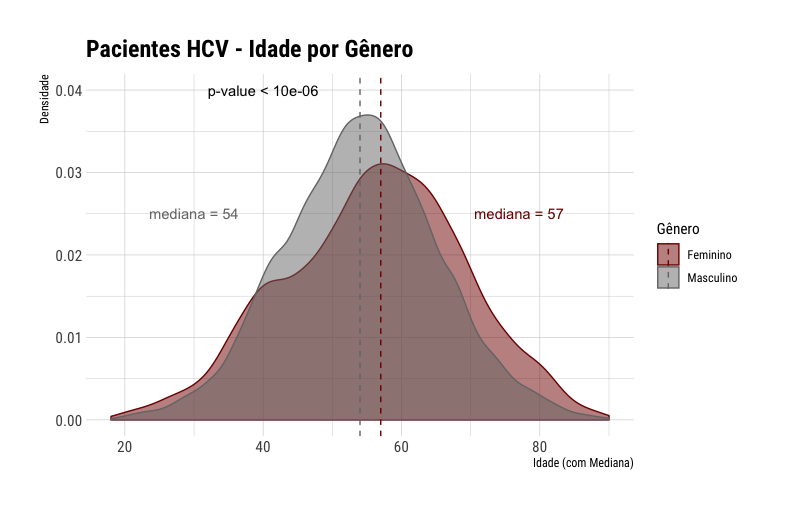 Pacientes HCV - Idade por Gênero
Densidade
0.04
0.03
0.02
0.01
0.00
p-value < 10e-06
mediana = 54
mediana = 57
20
40
60
80
Idade (com Mediana)
Gênero
Feminino
Masculino